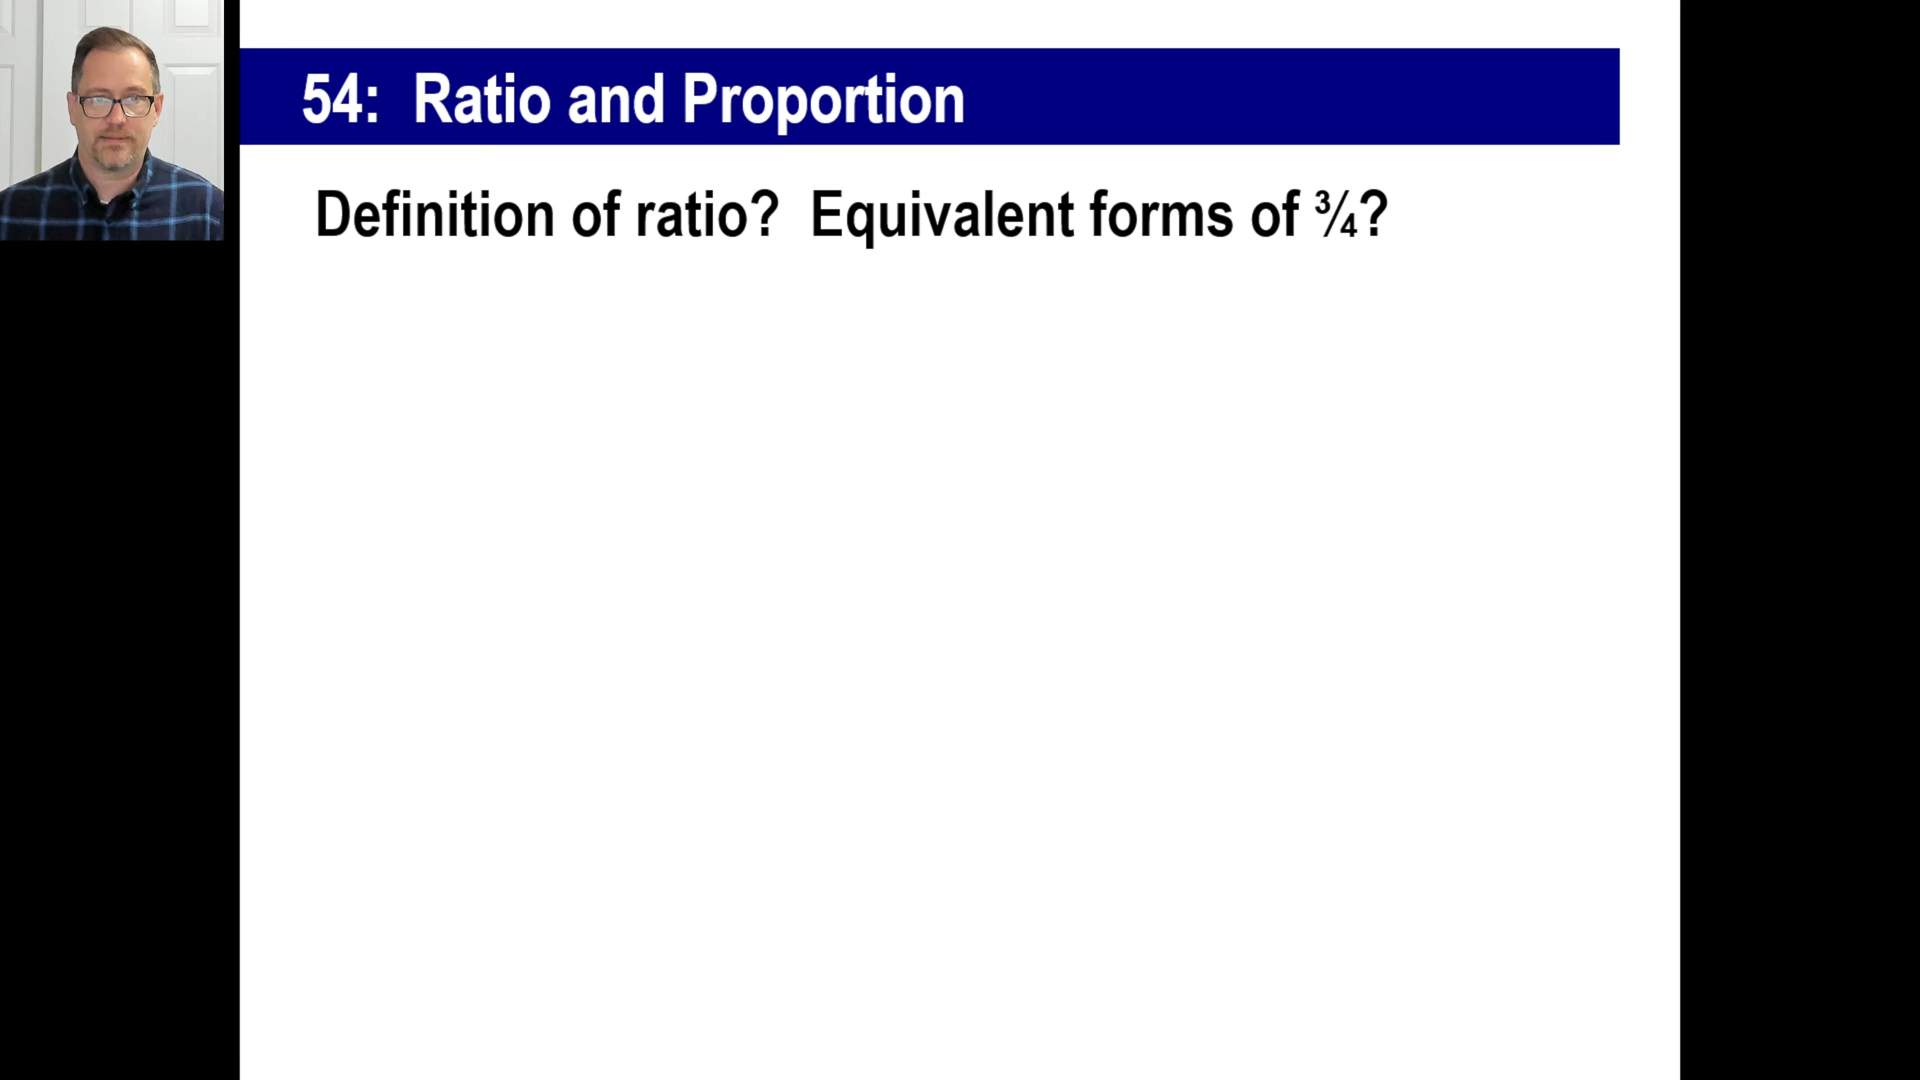 54:  Ratio and Proportion
Definition of ratio?  Equivalent forms of ¾?